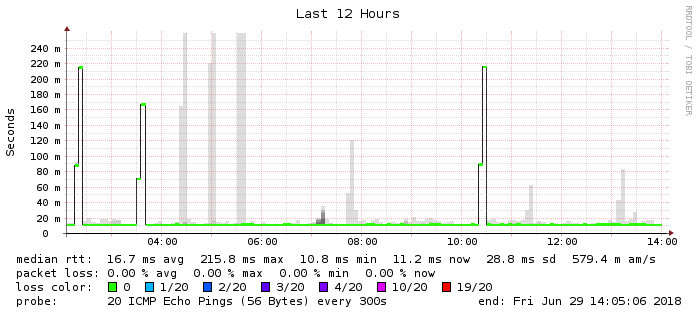 Last 12 Hours
RRDTOOL / TOBI OETIKER
Seconds
240 m
220 m
200 m
180 m
160 m
140 m
120 m
100 m
80 m
60 m
40 m
20 m
0
04:00 06:00 08:00 10:00 12:00 14:00
median rtt: 16.7 ms avg 215.8 ms max 10.8 ms min 11.2 ms now 28.8 ms sd 579.4 m am/s
packet loss: 0.00 % avg 0.00 % max 0.00 % min 0.00 % now
loss color: 0 1/20 2/20 3/20 4/20 10/20 19/20
probe: 20 ICMP Echo Pings (56 Bytes) every 300s end: Fri Jun 29 14:05:06 2018